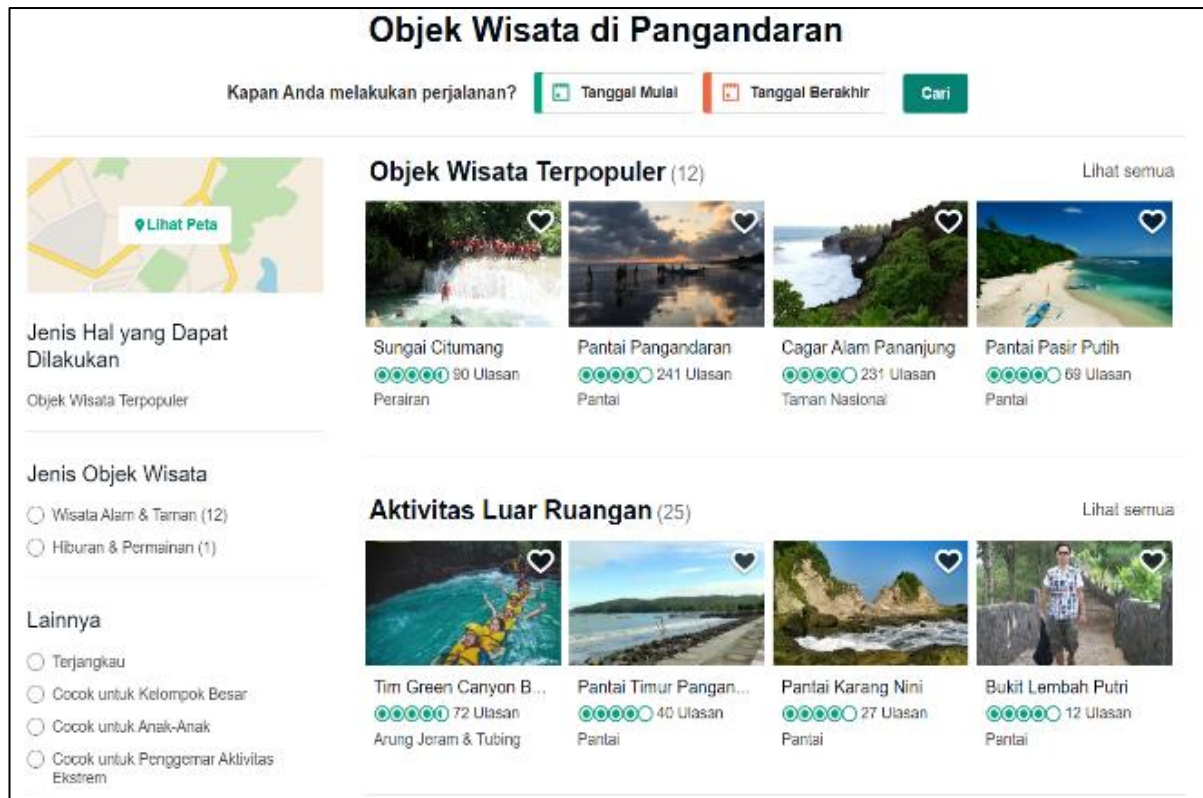 Objek Wisata di Pangandaran
Kapan Anda melakukan perjalanan?
Tanggal Mulai
Tanggal Berakhir
Cari
Lihat Peta
Jenis Hal yang Dapat
Dilakukan
Objek Wisata Terpopuler
Jenis Objek Wisata
Wisata Alam & Taman (12)
Hiburan & Permainan (1)
Lainnya
Terjangkau
Cocok untuk Kelompok Besar
Cocok untuk Anak-Anak
Cocok untuk Penggemar Aktivitas
Ekstrem
Objek Wisata Terpopuler (12)
Lihat semua
Sungai Citumang
90 Ulasan
Perairan
Pantai Pangandaran
241 Ulasan
Pantai
Cagar Alam Pananjung
231 Ulasan
Taman Nasional
Pantai Pasir Putih
69 Ulasan
Pantai
Aktivitas Luar Ruangan (25)
Lihat semua
Tim Green Canyon B...
72 Ulasan
Arung Jeram & Tubing
Pantai Timur Pangan...
40 Ulasan
Pantai
Pantai Karang Nini
27 Ulasan
Pantai
Bukit Lembah Putri
12 Ulasan
Pantai